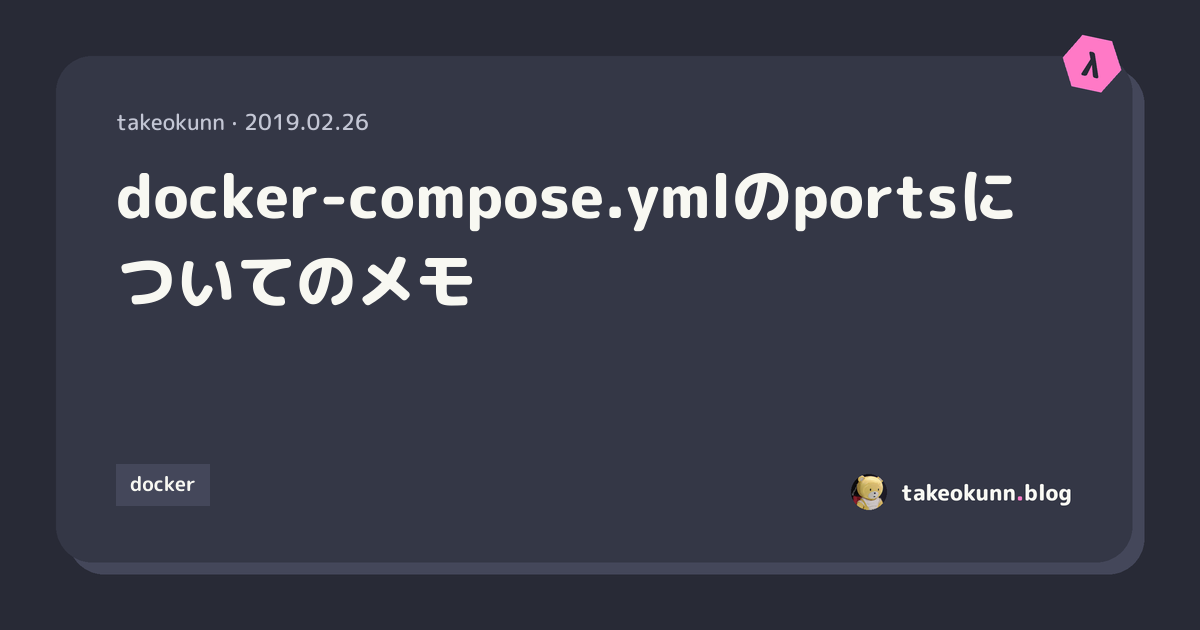 λ
takeokunn · 2019.02.26
docker-compose.ymlのportsに
ついてのメモ
docker
takeokunn.blog